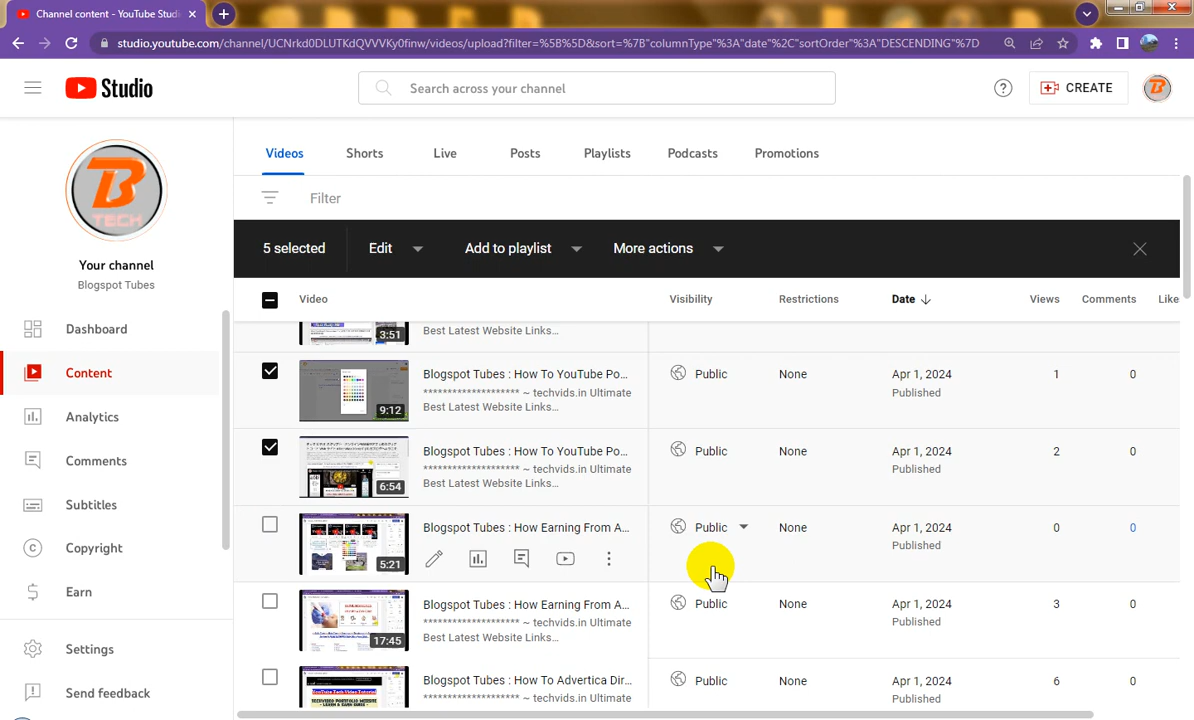 Channel content - YouTube Studi
studio.youtube.com/channel/UCNrkd0DLUTKdQVVVKy0finw/videos/upload?filter=%5B%5D&sort=%7B"columnType"%3A"date"%2C"sortOrder"%3A"DESCENDING"%7D
Studio
Search across your channel
CREATE
B
TECH
Your channel
Blogspot Tubes
Dashboard
Content
Analytics
Comments
Subtitles
Copyright
Earn
Settings
Send feedback
Videos Shorts Live Posts Playlists Podcasts Promotions
Filter
5 selected Edit Add to playlist More actions
Video Visibility Restrictions Date Views Comments Like
3:51 Best Latest Website Links...
9:12
Blogspot Tubes : How To YouTube Po... Public None Apr 1, 2024 1 0
******************** ~ techvids.in Ultimate Published
Best Latest Website Links...
6:54
Blogspot Tubes : How To YouTube Po... Public None Apr 1, 2024 2 0
******************** ~ techvids.in Ultimate Published
Best Latest Website Links...
5:21
Blogspot Tubes : How Earning From A... Public None Apr 1, 2024 0 0
Published
17:45
Blogspot Tubes : How Earning From A... Public None Apr 1, 2024 3 0
******************** ~ techvids.in Ultimate Published
Best Latest Website Links...
YouTube Tech Video Tutorial
TECHVIDEO PORTFOLIO WEBSITE
Blogspot Tubes : How To Advertica Dir... Public None Apr 1, 2024 6 0
******************** ~ techvids.in Ultimate Published